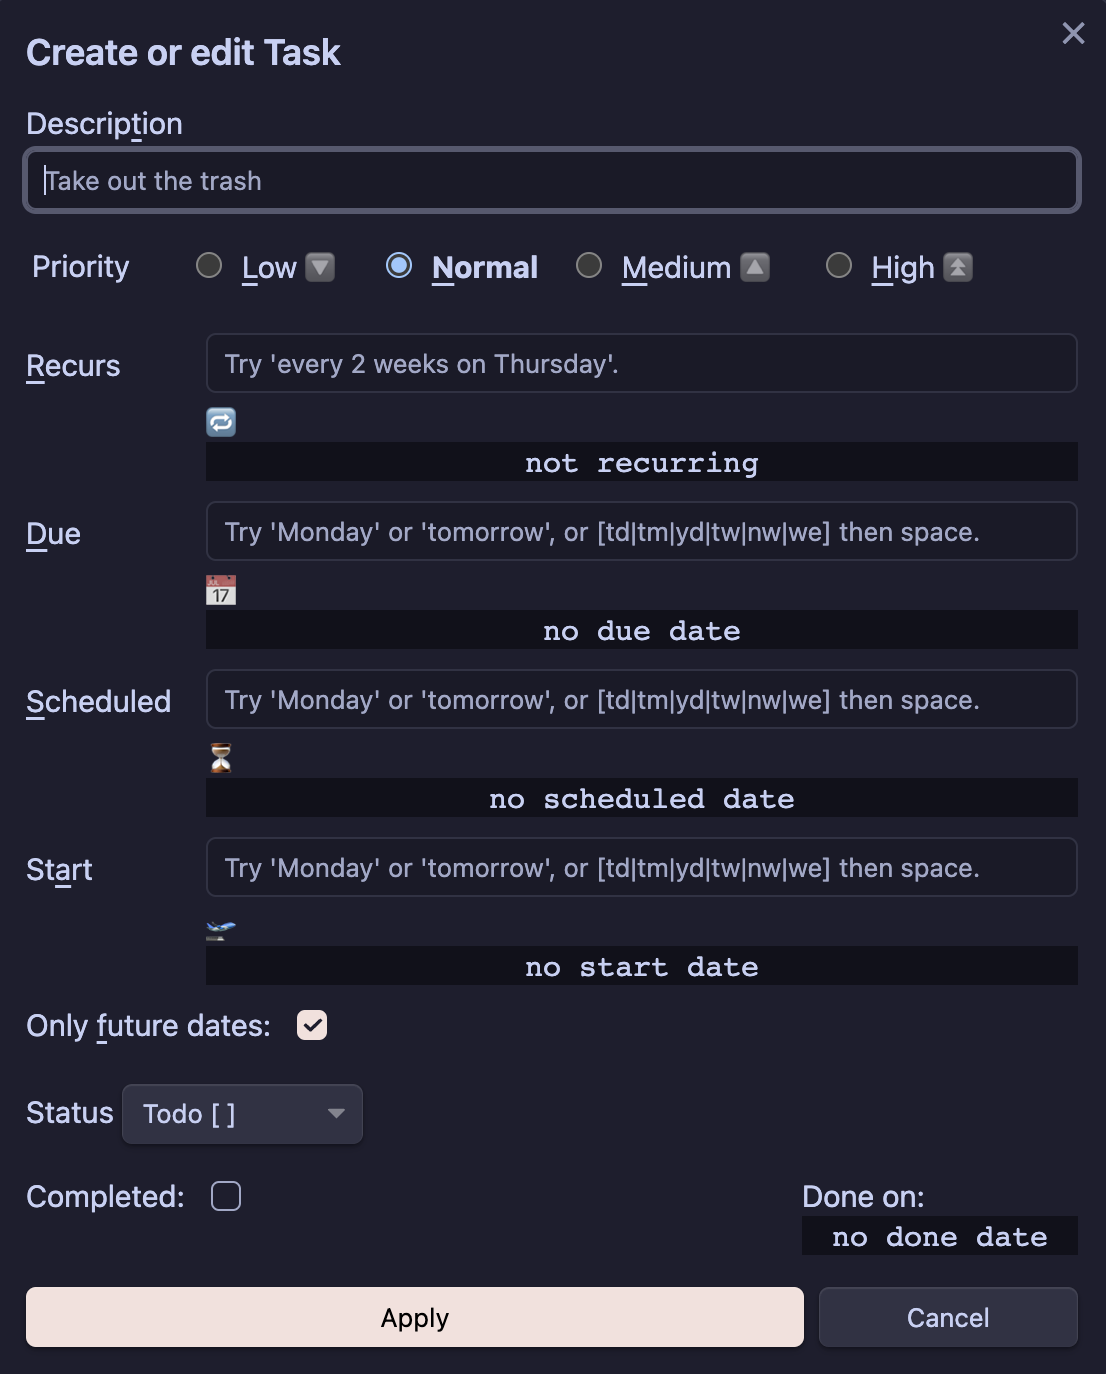 Create or edit Task
Description
Take out the trash
Priority Low Normal Medium High
Recurs Try 'every 2 weeks on Thursday'.
not recurring
Due Try 'Monday' or 'tomorrow', or [td|tm|yd|tw|nw|we] then space.
JUL
17
no due date
Scheduled Try 'Monday' or 'tomorrow', or [td|tm|yd|tw|nw|we] then space.
no scheduled date
Start Try 'Monday' or 'tomorrow', or [td|tm|yd|tw|nw|we] then space.
no start date
Only future dates:
Status Todo [ ]
Completed: Done on:
no done date
Apply Cancel